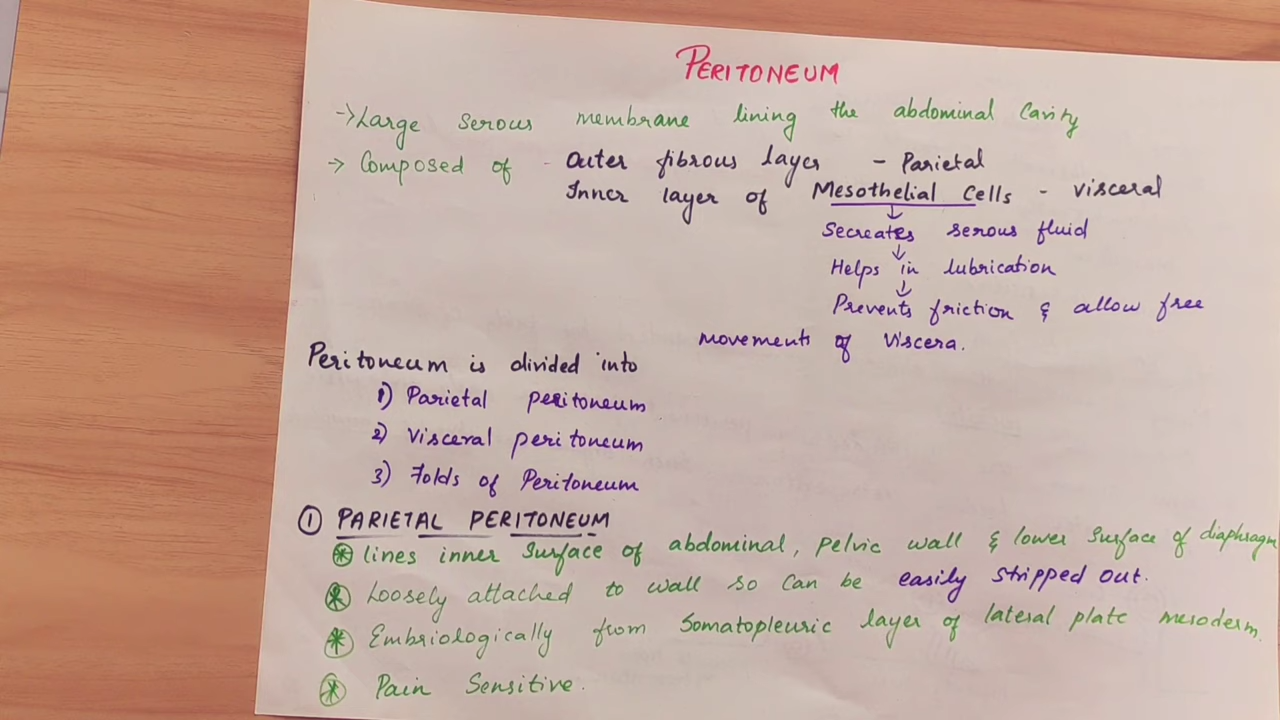 PERITONEUM
→Large serous membrane lining the abdominal cavity
→ Composed of - Outer fibrous layer - Parietal
Inner layer of Mesothelial Cells - visceral
↓
Secreates serous fluid
↓
Helps in lubrication
↓
Prevents friction & allow free
movements of viscera.
Peritoneum is divided into
1) Parietal peritoneum
2) Visceral peritoneum
3) Folds of Peritoneum
① PARIETAL PERITONEUM
⊛ lines inner surface of abdominal, pelvic wall & lower surface of diaphragm
⊛ Loosely attached to wall so can be easily stripped out.
⊛ Embriologically from Somatopleuric layer of lateral plate mesoderm.
⊛ Pain Sensitive.